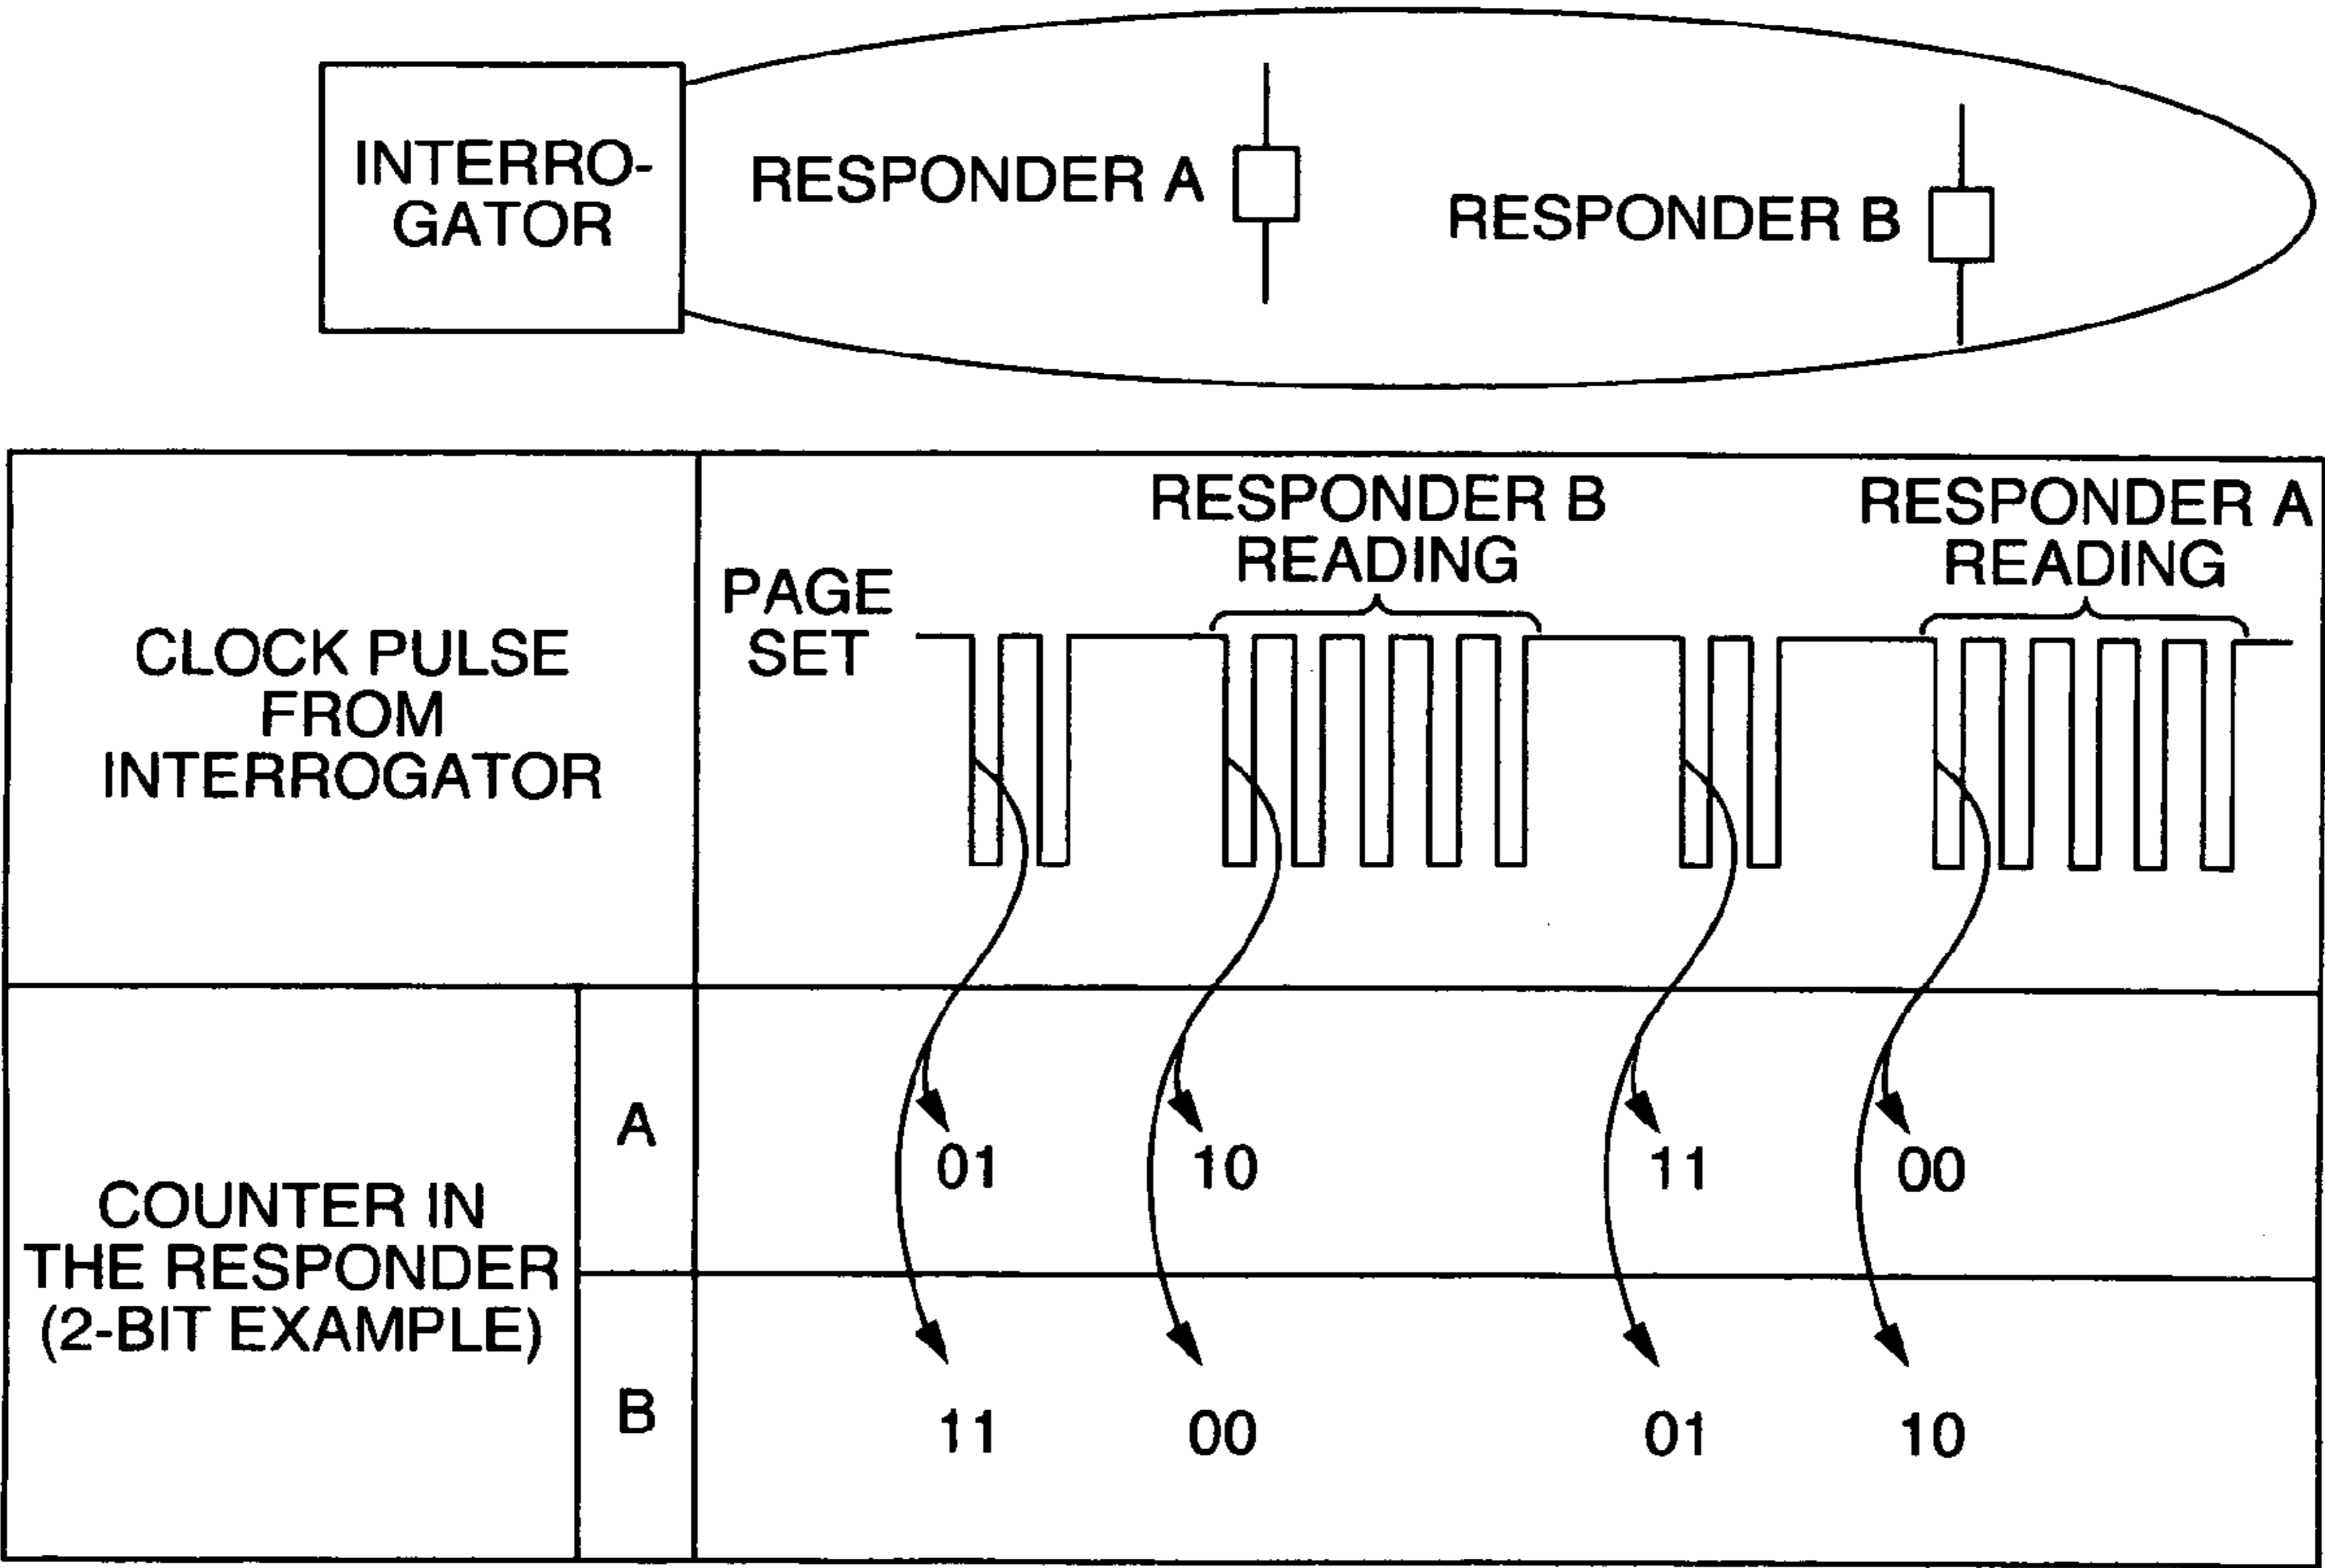 INTERRO-
GATOR
RESPONDER A
RESPONDER B
CLOCK PULSE
FROM
INTERROGATOR
PAGE
SET
RESPONDER B
READING
RESPONDER A
READING
COUNTER IN
THE RESPONDER
(2-BIT EXAMPLE)
A
01 10 11 00
B
11 00 01 10